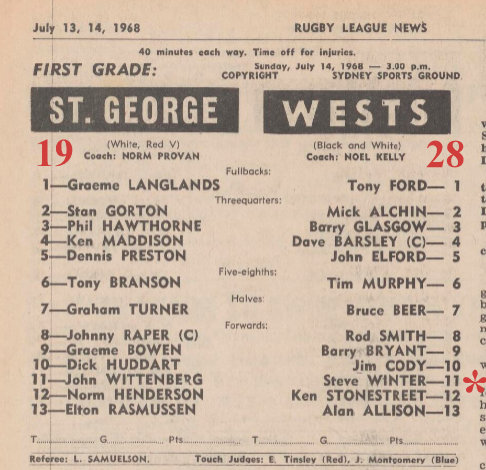 July 13, 14, 1968 RUGBY LEAGUE NEWS
40 minutes each way. Time off for injuries.
FIRST GRADE: Sunday, July 14, 1968 — 3.00 p.m.
COPYRIGHT SYDNEY SPORTS GROUND
ST. GEORGE WESTS
(White, Red V) (Black and White)
19 Coach: NORM PROVAN Coach: NOEL KELLY 28
Fullbacks:
1—Graeme LANGLANDS Tony FORD— 1
Threequarters:
2—Stan GORTON Mick ALCHIN— 2
3—Phil HAWTHORNE Barry GLASGOW— 3
4—Ken MADDISON Dave BARSLEY (C)— 4
5—Dennis PRESTON John ELFORD— 5
Five-eighths:
6—Tony BRANSON Tim MURPHY— 6
Halves:
7—Graham TURNER Bruce BEER— 7
Forwards:
8—Johnny RAPER (C) Rod SMITH— 8
9—Graeme BOWEN Barry BRYANT— 9
10—Dick HUDDART Jim CODY—10
11—John WITTENBERG Steve WINTER—11 *
12—Norm HENDERSON Ken STONESTREET—12
13—Elton RASMUSSEN Alan ALLISON—13
T. G. Pts. T. G. Pts.
Referee: L. SAMUELSON. Touch Judges: E. Tinsley (Red), J. Montgomery (Blue)